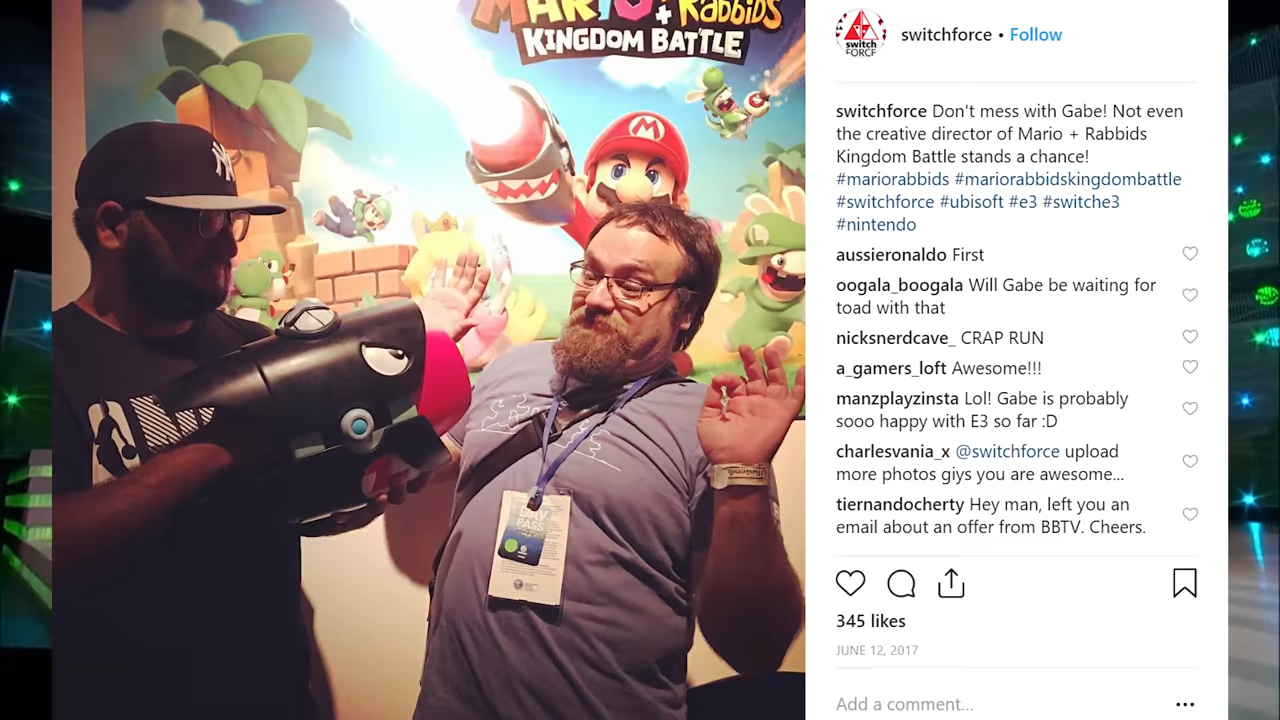 MARIO + RABBIDS
KINGDOM BATTLE
NY
M
DAY
PASS
switch
FORCE
switchforce • Follow
switchforce Don't mess with Gabe! Not even
the creative director of Mario + Rabbids
Kingdom Battle stands a chance!
#mariorabbids #mariorabbidskingdombattle
#switchforce #ubisoft #e3 #switche3
#nintendo
aussieronaldo First
oogala_boogala Will Gabe be waiting for
toad with that
nicksnerdcave_ CRAP RUN
a_gamers_loft Awesome!!!
manzplayzinsta Lol! Gabe is probably
sooo happy with E3 so far :D
charlesvania_x @switchforce upload
more photos giys you are awesome...
tiernandocherty Hey man, left you an
email about an offer from BBTV. Cheers.
345 likes
JUNE 12, 2017
Add a comment...